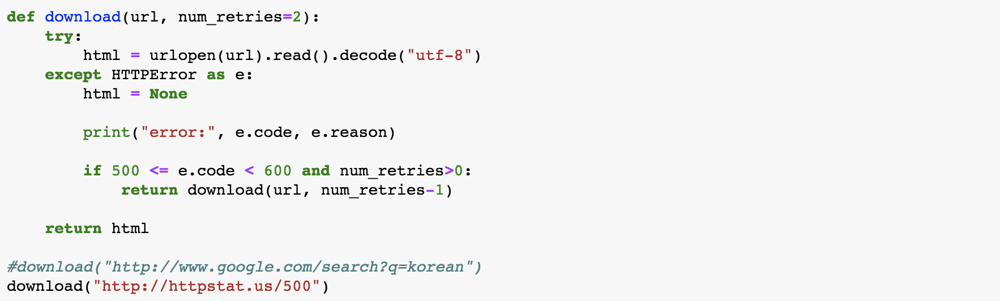 def download(url, num_retries=2):
    try:
        html = urlopen(url).read().decode("utf-8")
    except HTTPError as e:
        html = None
        print("error:", e.code, e.reason)
        if 500 <= e.code < 600 and num_retries>0:
            return download(url, num_retries-1)
    return html
#download("http://www.google.com/search?q=korean")
download("http://httpstat.us/500")